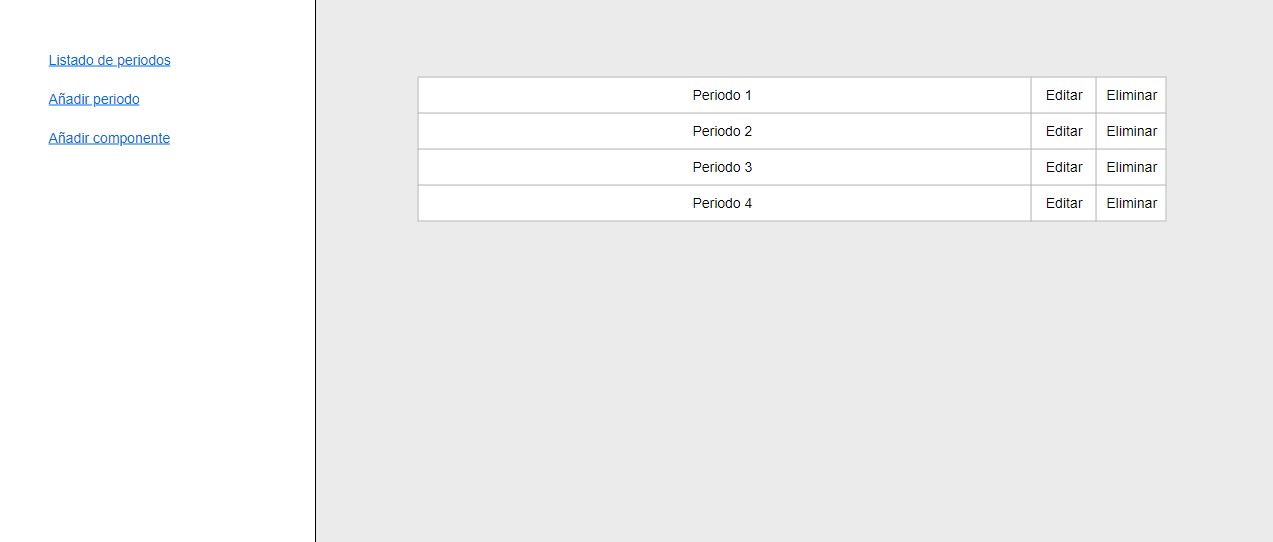 Listado de periodos
Añadir periodo
Añadir componente
Periodo 1 Editar Eliminar
Periodo 2 Editar Eliminar
Periodo 3 Editar Eliminar
Periodo 4 Editar Eliminar